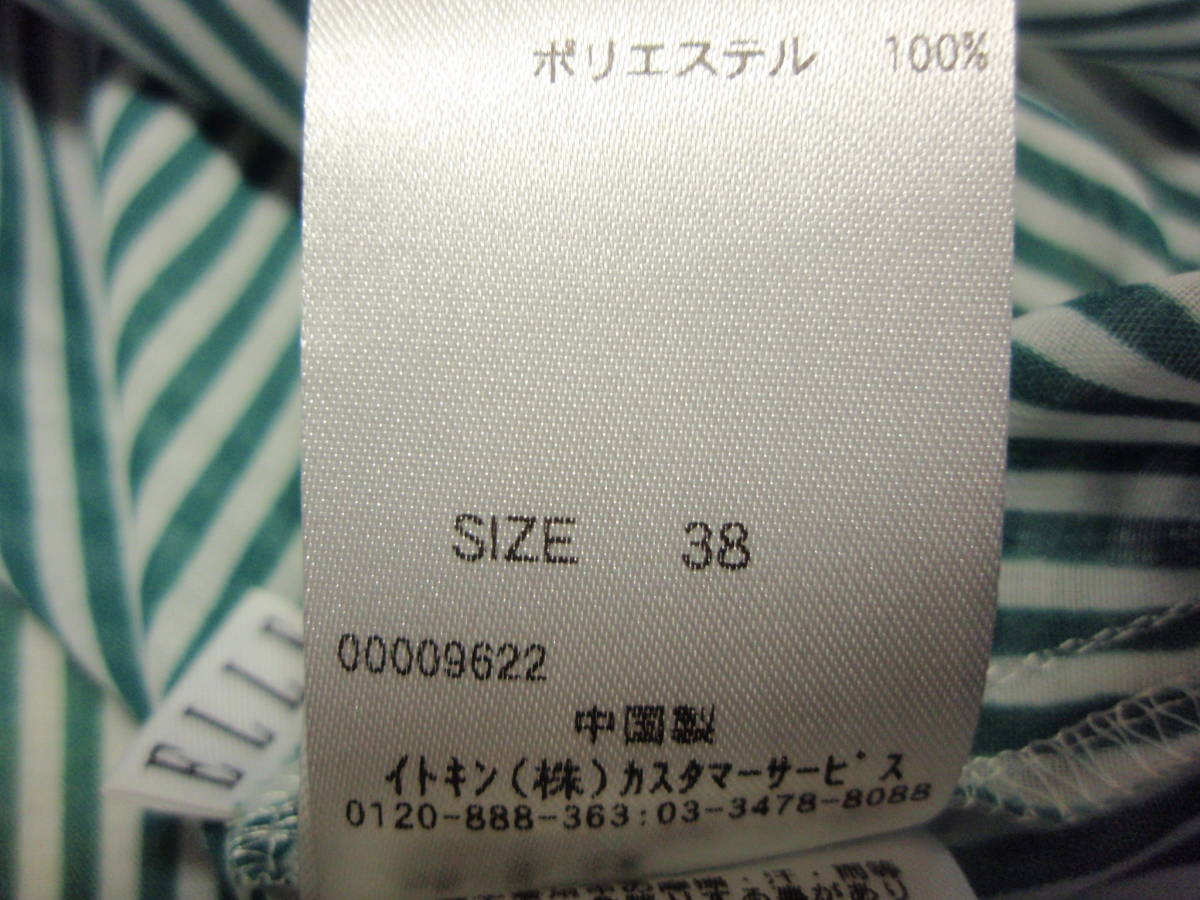 ポリエステル 100%
SIZE 38
00009622
中国製
イトキン(株)カスタマーサービス
0120-888-363:03-3478-8088
ELLE